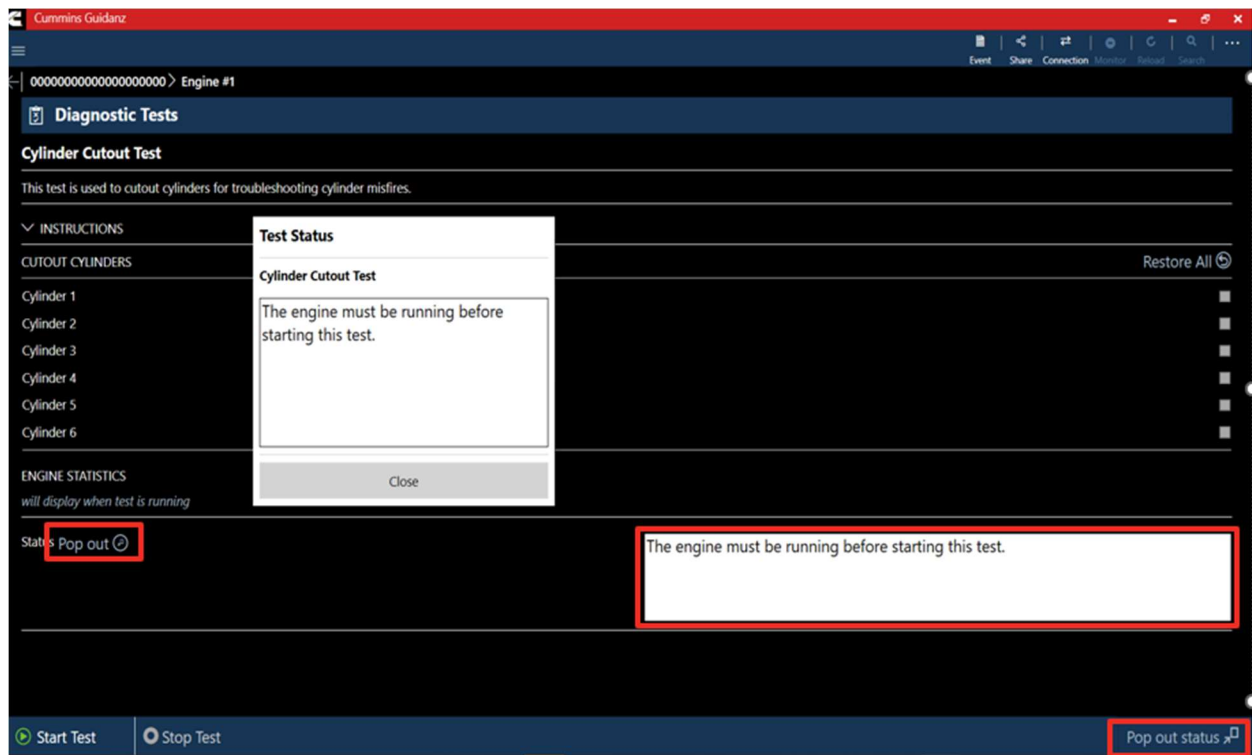 Cummins Guidanz
Event Share Connection Monitor Reload Search
00000000000000000000 > Engine #1
Diagnostic Tests
Cylinder Cutout Test
This test is used to cutout cylinders for troubleshooting cylinder misfires.
INSTRUCTIONS
CUTOUT CYLINDERS
Restore All
Cylinder 1
Cylinder 2
Cylinder 3
Cylinder 4
Cylinder 5
Cylinder 6
Test Status
Cylinder Cutout Test
The engine must be running before
starting this test.
Close
ENGINE STATISTICS
will display when test is running
Status Pop out
The engine must be running before starting this test.
Start Test
Stop Test
Pop out status